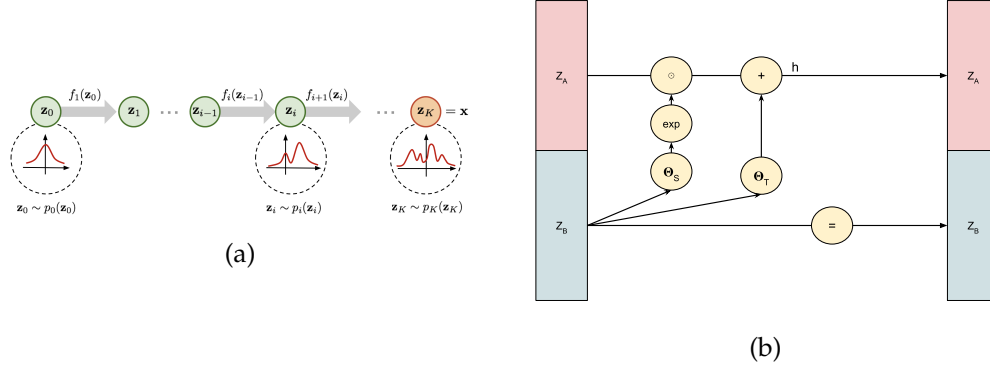 f₁(z₀) fᵢ(zᵢ₋₁) fᵢ₊₁(zᵢ)
z₀ z₁ ⋯ zᵢ₋₁ zᵢ ⋯ z_K = x
z₀ ∼ p₀(z₀) zᵢ ∼ pᵢ(zᵢ) z_K ∼ p_K(z_K)
(a)
Z_A ⊙ + h Z_A
exp
Θ_S Θ_T
Z_B = Z_B
(b)